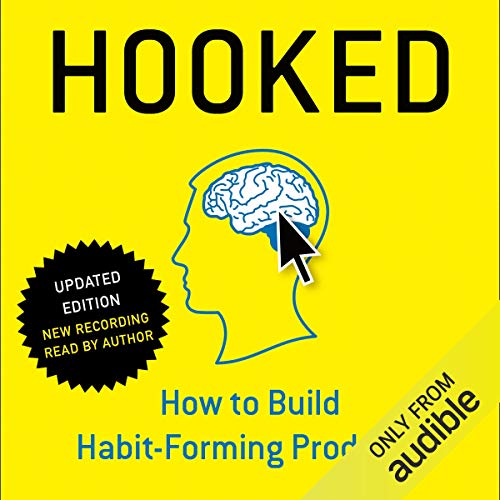 HOOKED
UPDATED
EDITION
NEW RECORDING
READ BY AUTHOR
How to Build
Habit-Forming Prod
ONLY FROM
audible